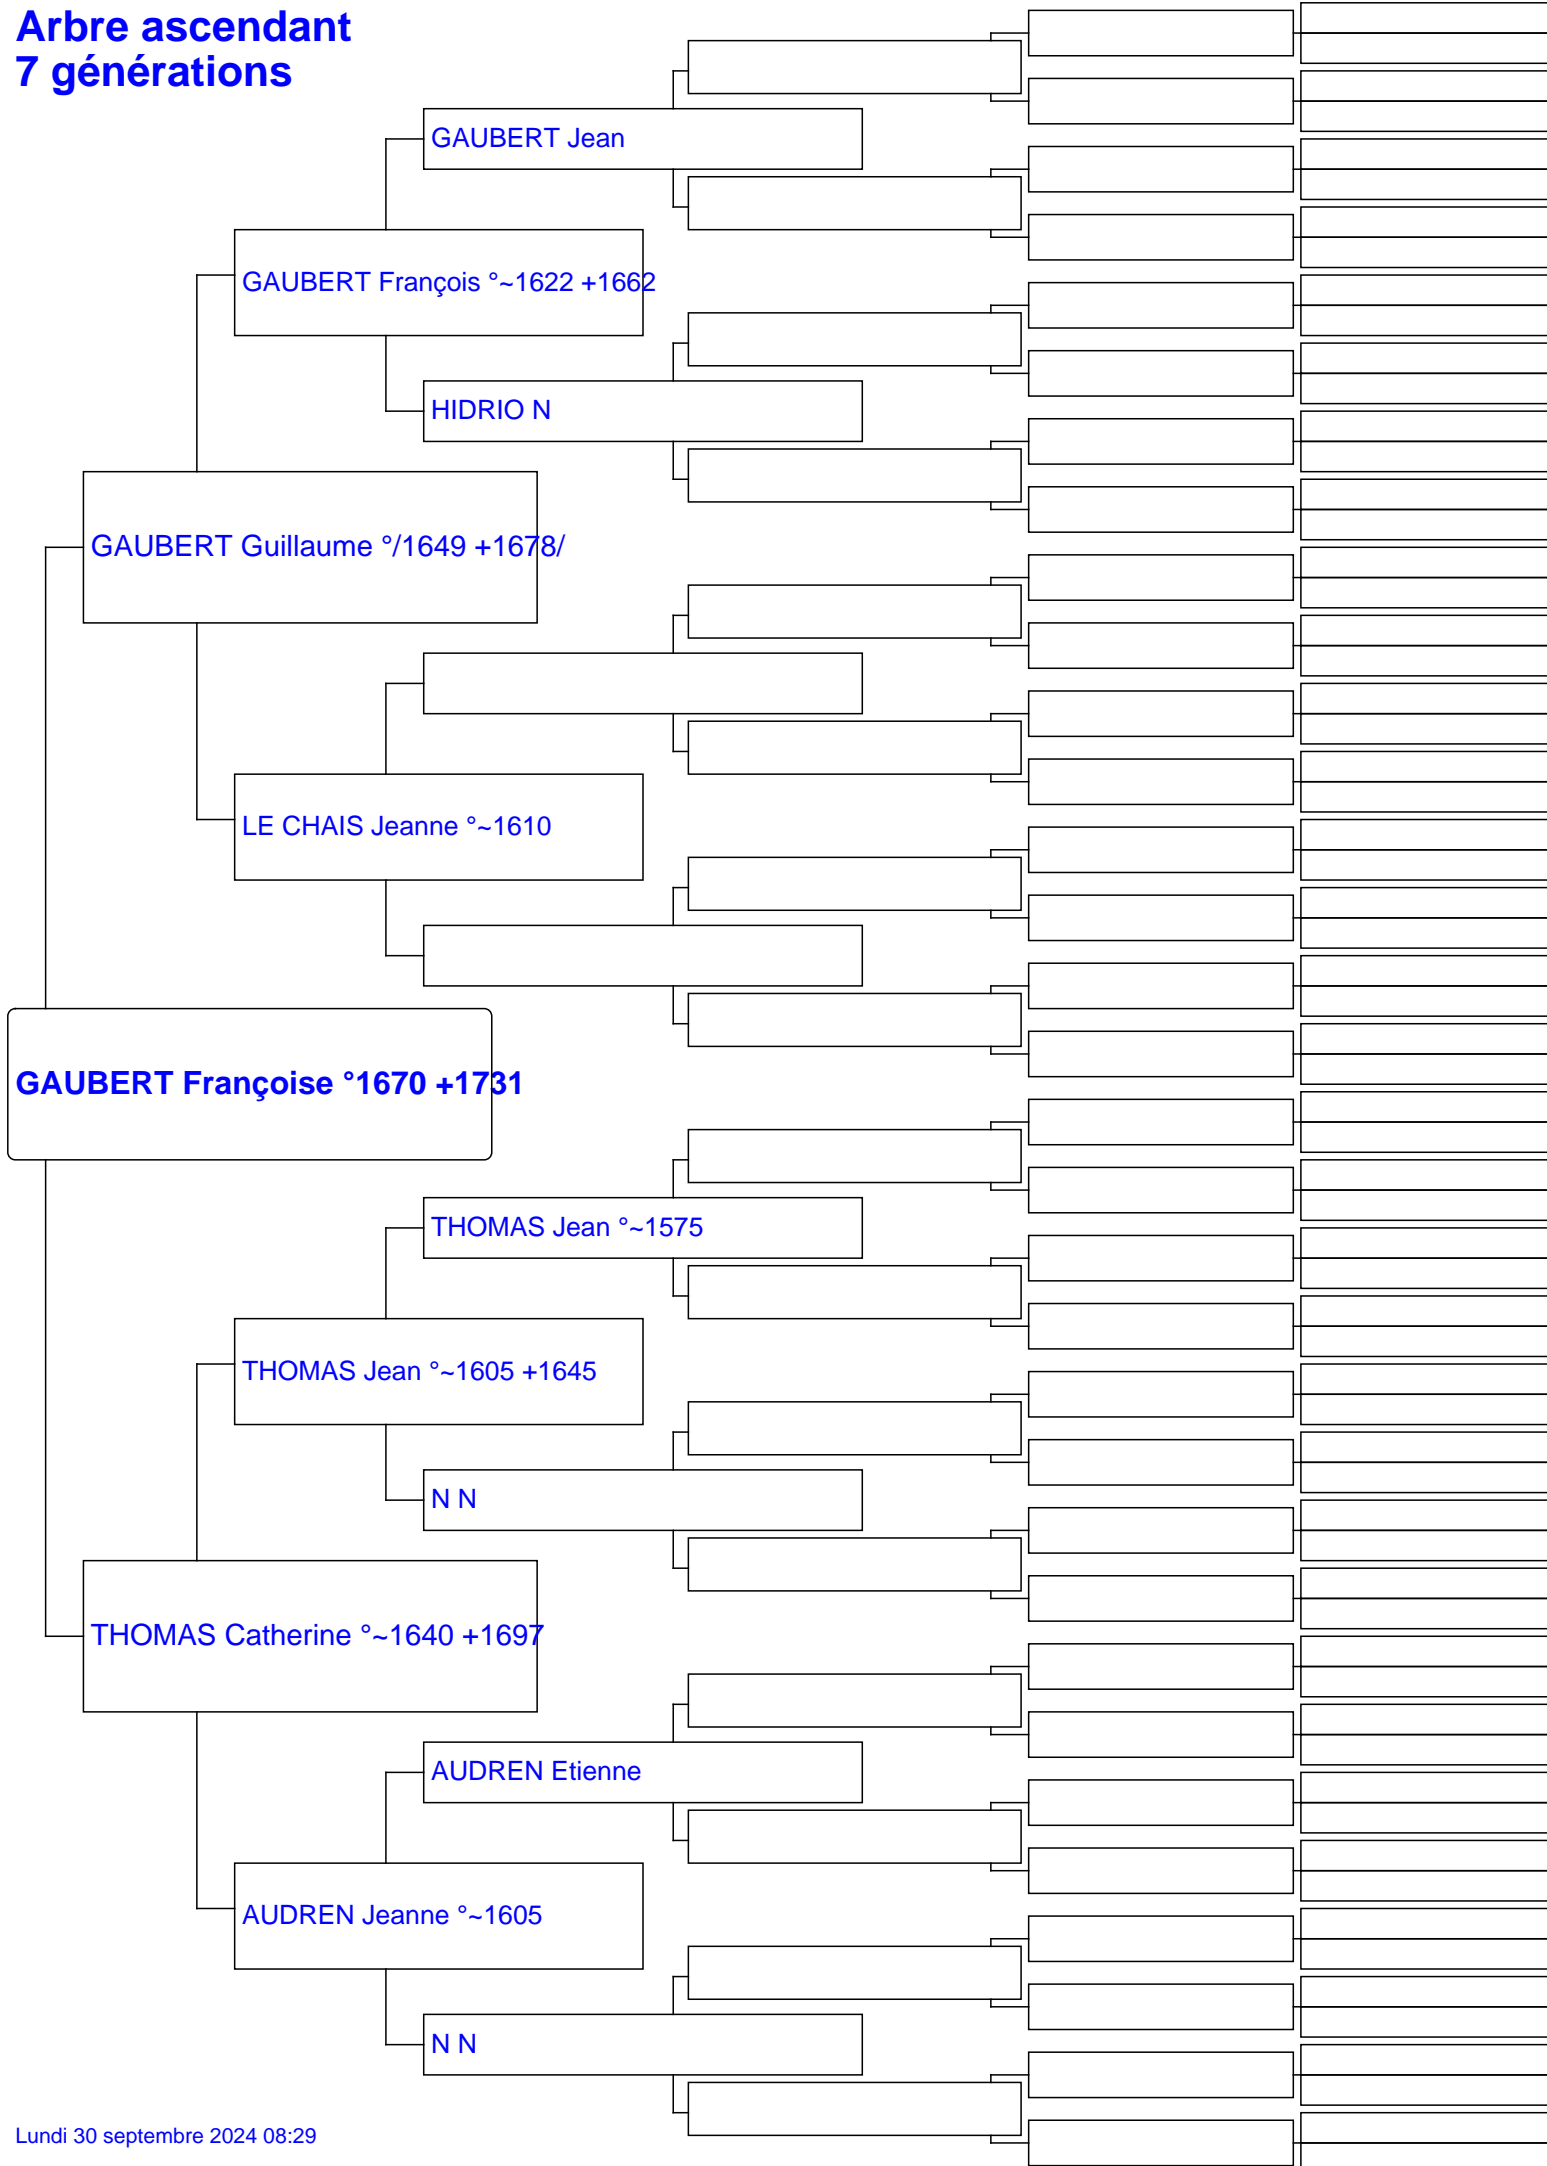 Arbre ascendant
7 générations
GAUBERT Jean
GAUBERT François °~1622 +1662
HIDRIO N
GAUBERT Guillaume °/1649 +1678/
LE CHAIS Jeanne °~1610
GAUBERT Françoise °1670 +1731
THOMAS Jean °~1575
THOMAS Jean °~1605 +1645
N N
THOMAS Catherine °~1640 +1697
AUDREN Etienne
AUDREN Jeanne °~1605
N N
Lundi 30 septembre 2024 08:29